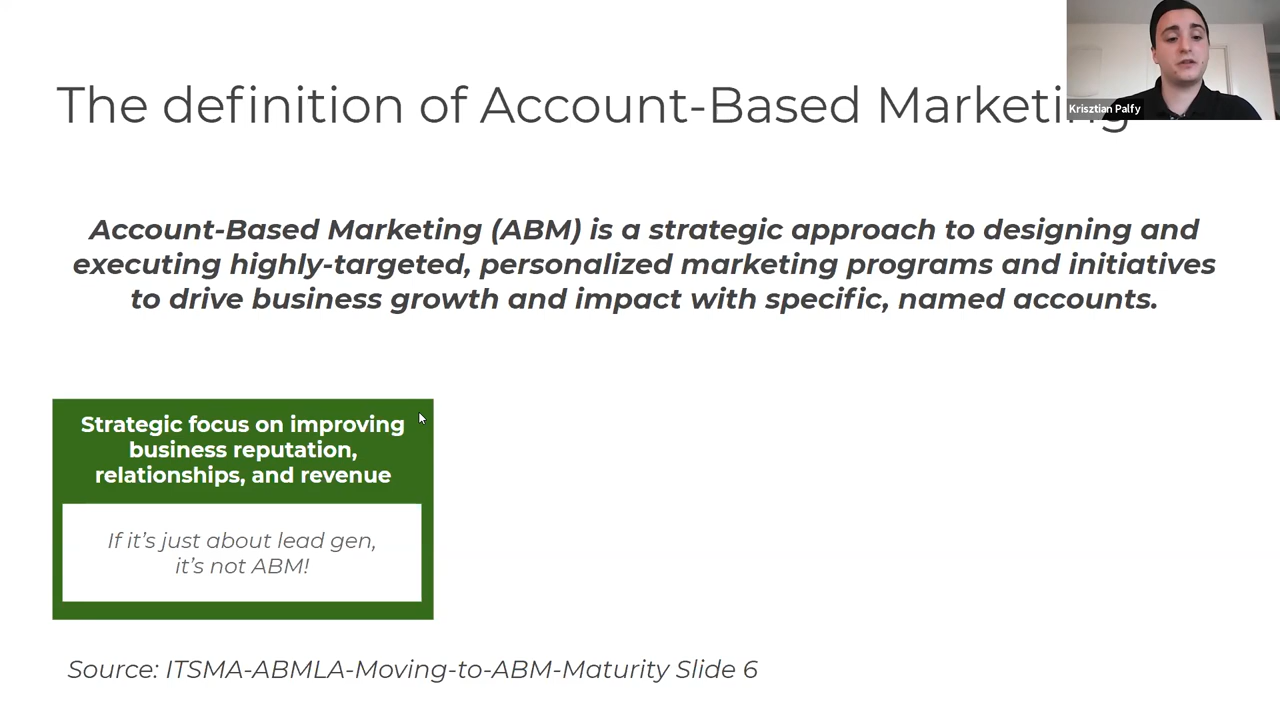 The definition of Account-Based Marketing
Krisztian Palfy
Account-Based Marketing (ABM) is a strategic approach to designing and
executing highly-targeted, personalized marketing programs and initiatives
to drive business growth and impact with specific, named accounts.
Strategic focus on improving
business reputation,
relationships, and revenue
If it's just about lead gen,
it's not ABM!
Source: ITSMA-ABMLA-Moving-to-ABM-Maturity Slide 6